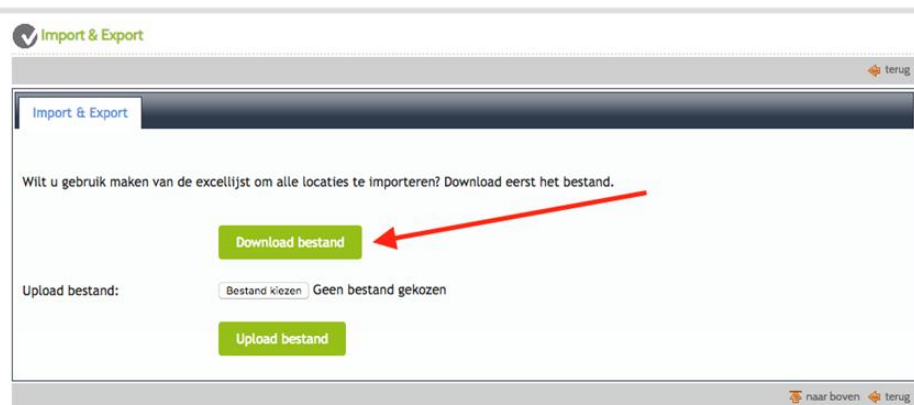 Import & Export
terug
Import & Export
Wilt u gebruik maken van de excellijst om alle locaties te importeren? Download eerst het bestand.
Download bestand
Upload bestand: Bestand kiezen Geen bestand gekozen
Upload bestand
naar boven terug